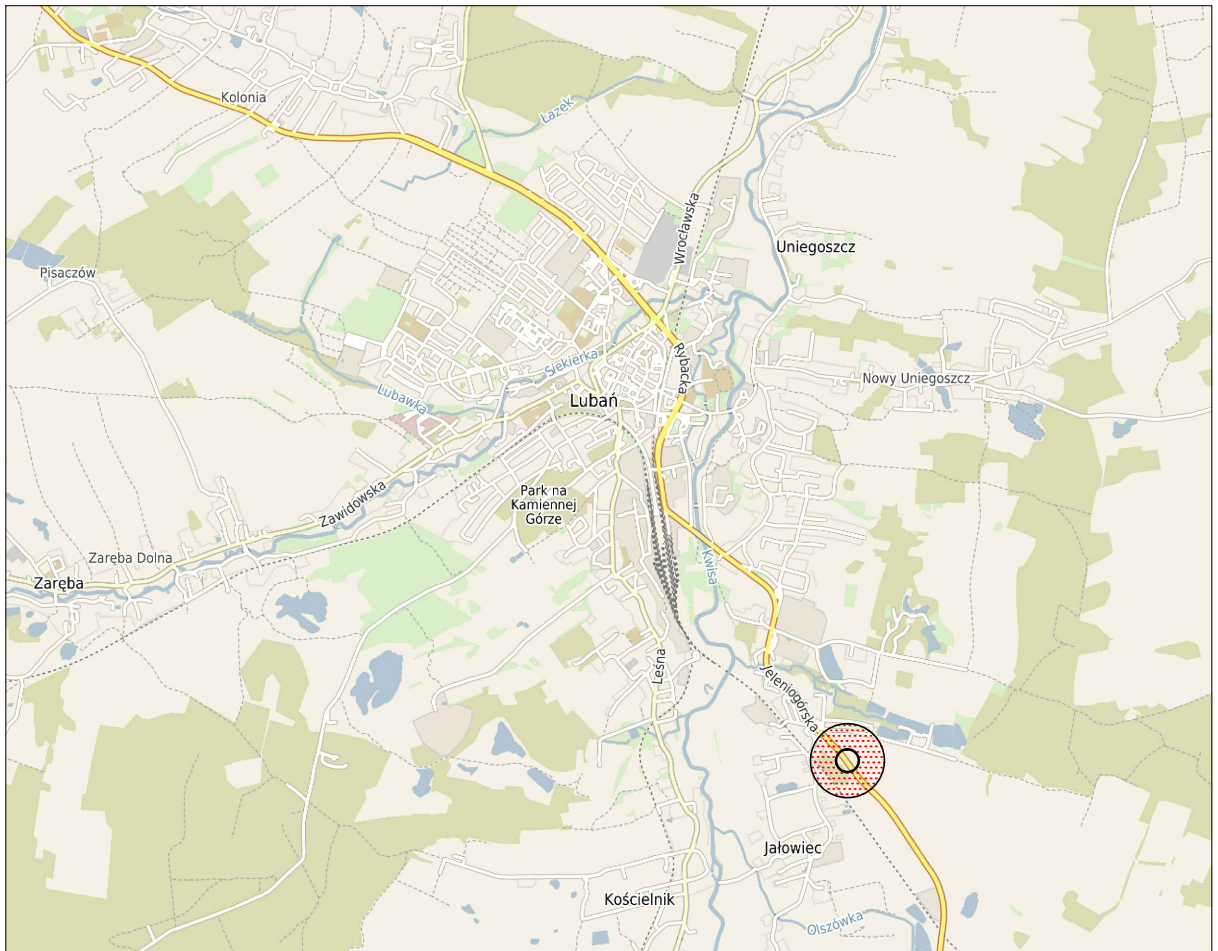 Kolonia
Łazek
Wrocławska
Uniegoszcz
Pisaczów
Siekierka
Rybacka
Nowy Uniegoszcz
Lubawka
Lubań
Park na
Kamiennej
Górze
Zawidowska
Zaręba Dolna
Kwisa
Zaręba
Leśna
Jeleniogórska
Jałowiec
Kościelnik
Olszówka